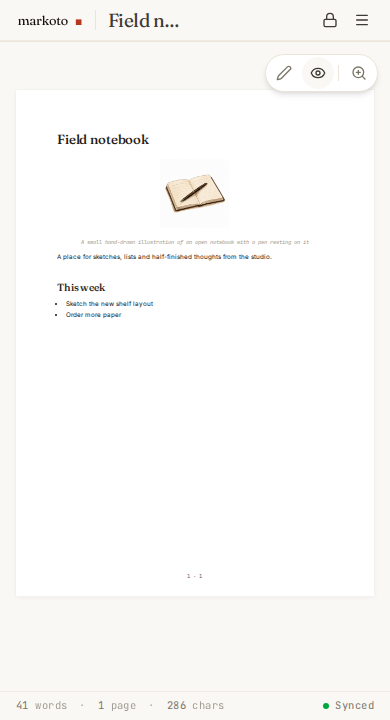 markoto
Field n...
Field notebook
A small hand-drawn illustration of an open notebook with a pen resting on it
A place for sketches, lists and half-finished thoughts from the studio.
This week
• Sketch the new shelf layout
• Order more paper
1 - 1
41 words · 1 page · 286 chars
Synced